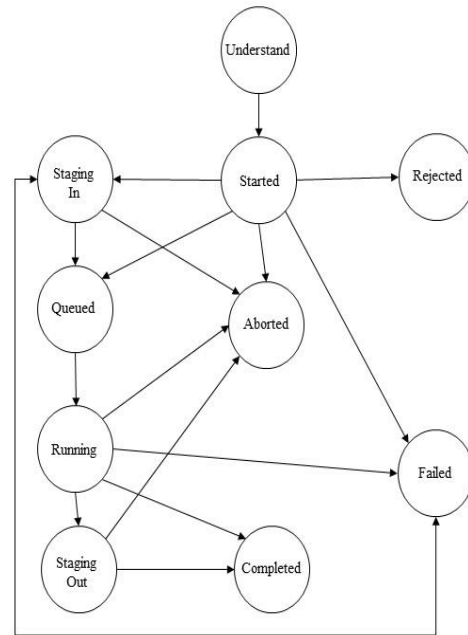 Understand
Staging
In
Started
Rejected
Queued
Aborted
Running
Failed
Staging
Out
Completed